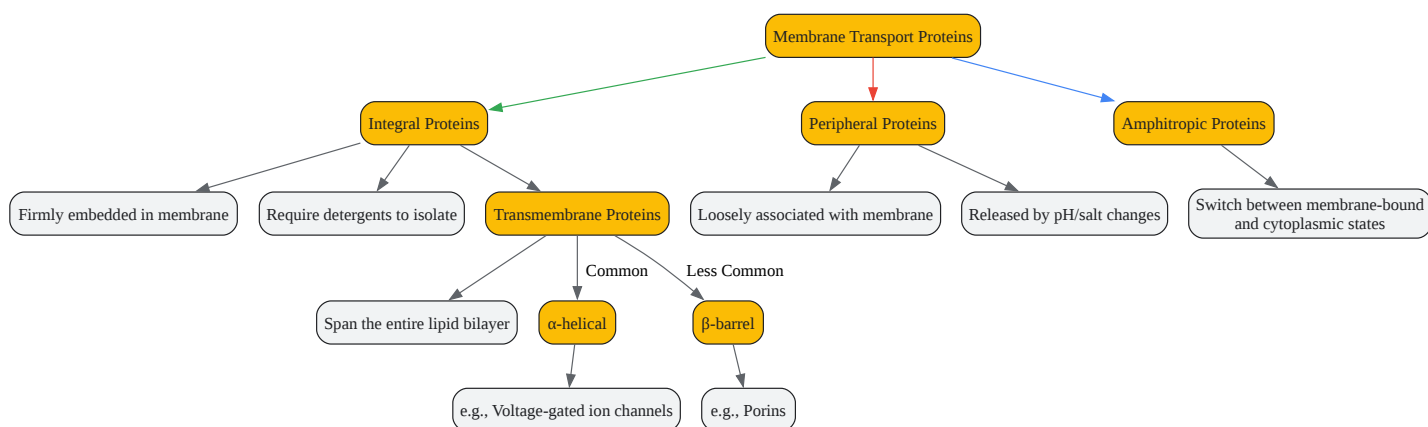 Membrane Transport Proteins
Integral Proteins
Peripheral Proteins
Amphitropic Proteins
Firmly embedded in membrane
Require detergents to isolate
Transmembrane Proteins
Loosely associated with membrane
Released by pH/salt changes
Switch between membrane-bound
and cytoplasmic states
Common
Less Common
Span the entire lipid bilayer
α-helical
β-barrel
e.g., Voltage-gated ion channels
e.g., Porins